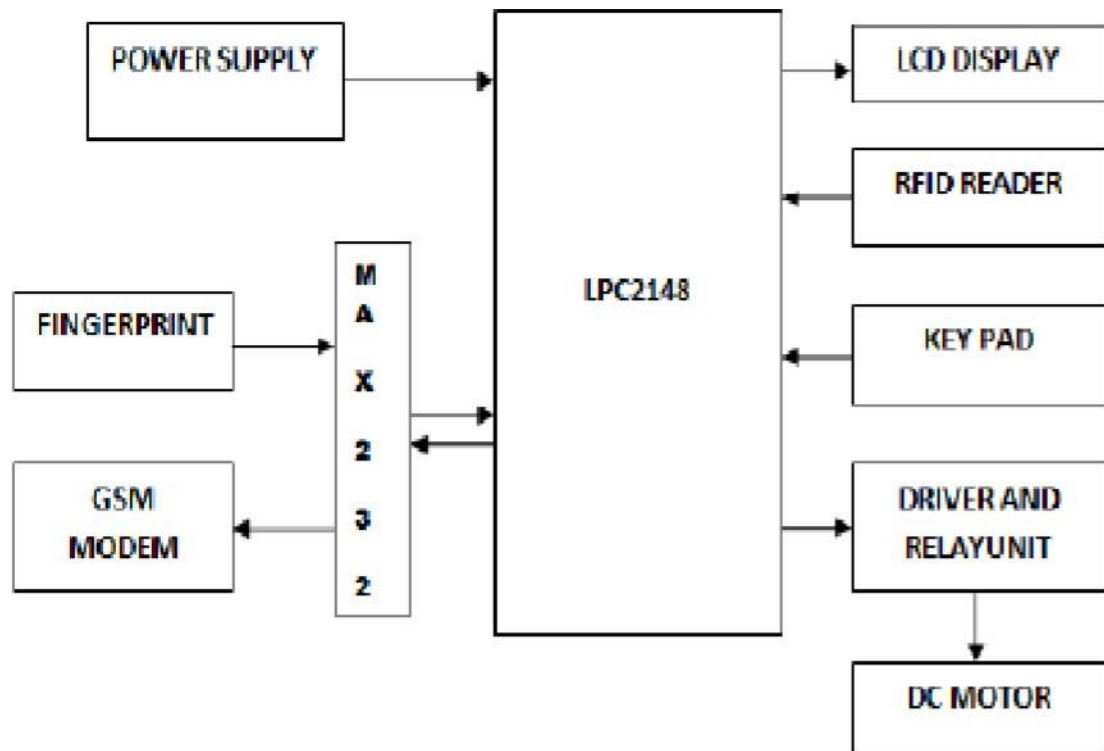 POWER SUPPLY
LCD DISPLAY
RFID READER
LPC2148
KEY PAD
FINGERPRINT
M
A
X
2
3
2
GSM
MODEM
DRIVER AND
RELAYUNIT
DC MOTOR